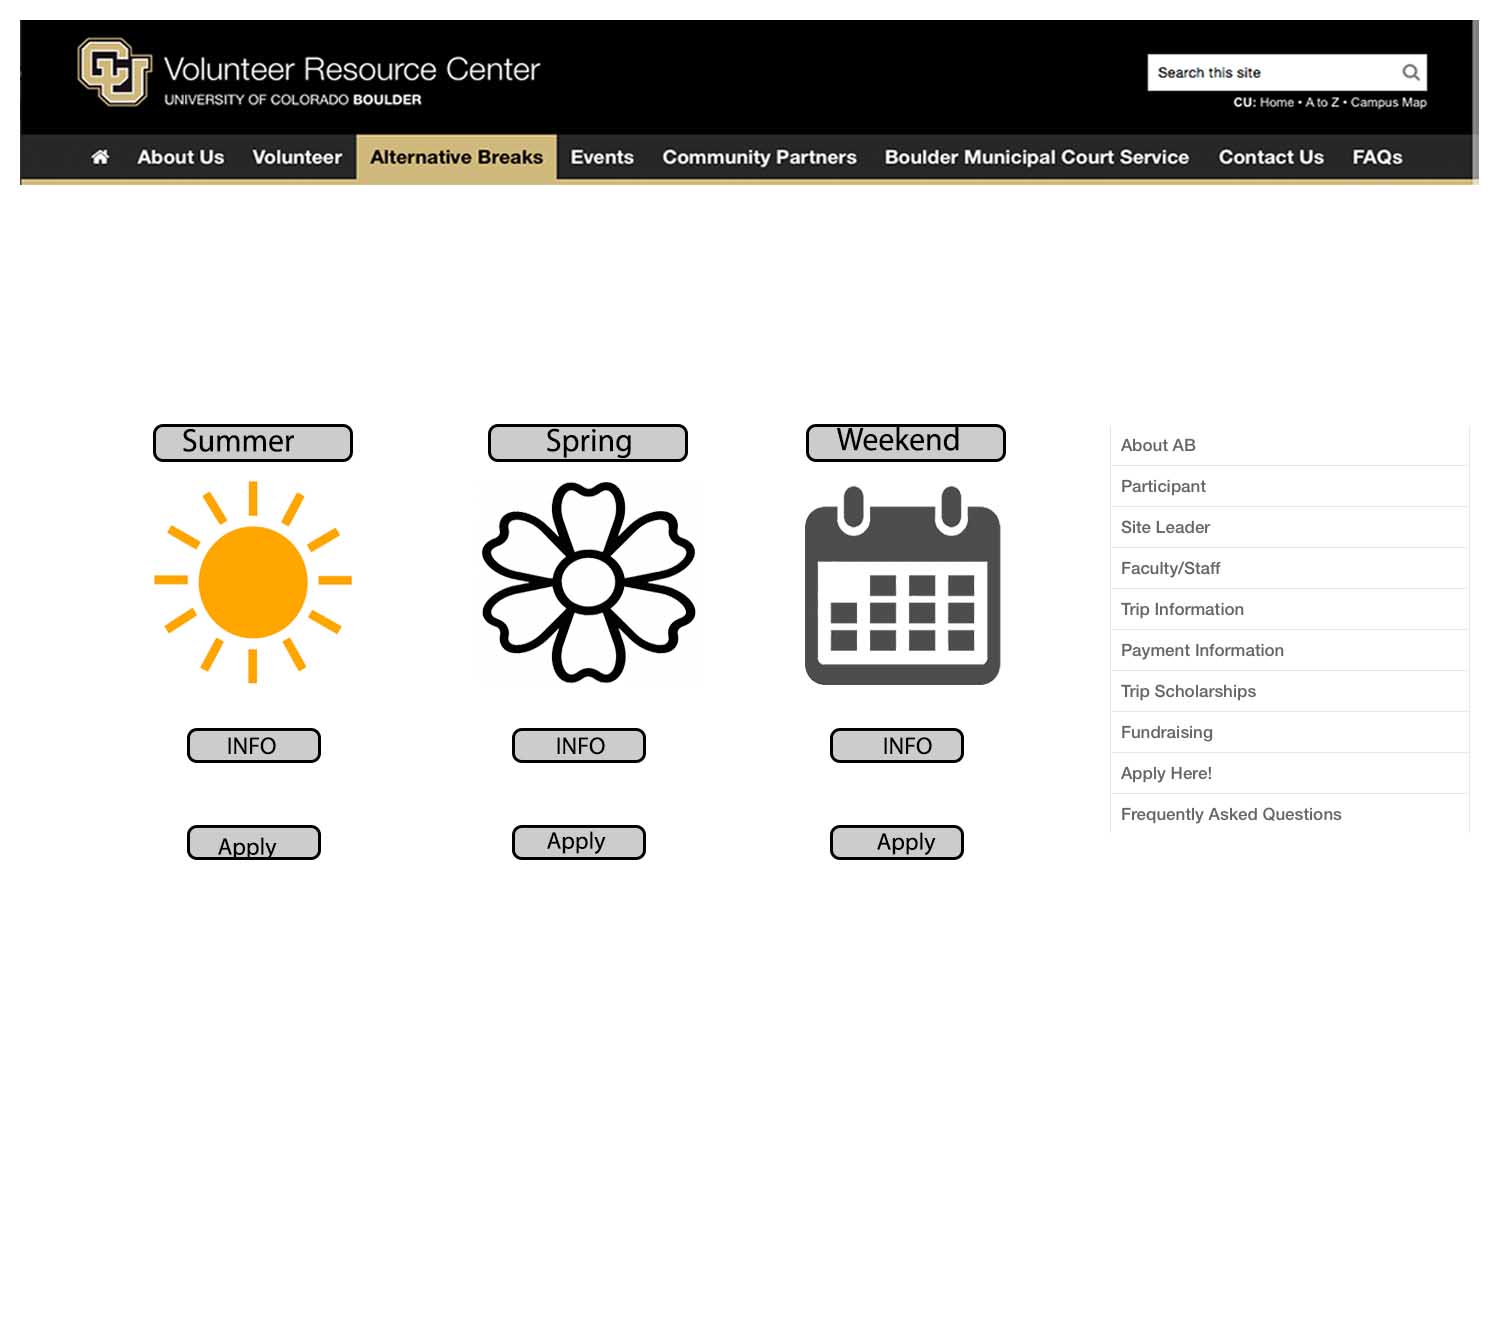 CU
Volunteer Resource Center
UNIVERSITY OF COLORADO BOULDER
Search this site
CU: Home • A to Z • Campus Map
About Us Volunteer Alternative Breaks Events Community Partners Boulder Municipal Court Service Contact Us FAQs
Summer Spring Weekend
INFO INFO INFO
Apply Apply Apply
About AB
Participant
Site Leader
Faculty/Staff
Trip Information
Payment Information
Trip Scholarships
Fundraising
Apply Here!
Frequently Asked Questions